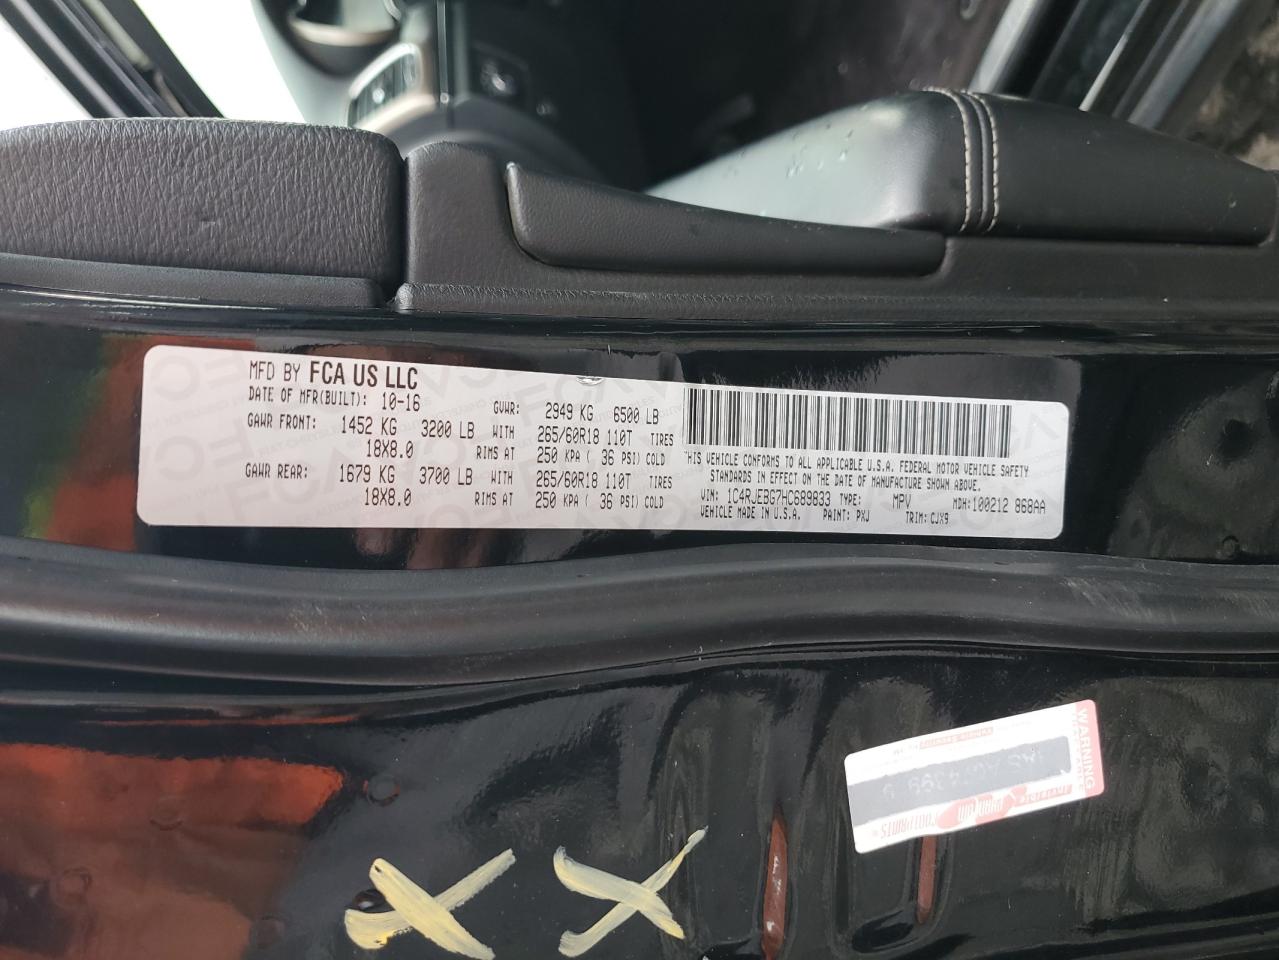 MFD BY FCA US LLC
DATE OF MFR(BUILT): 10-16 GVWR: 2949 KG 6500 LB
GAWR FRONT: 1452 KG 3200 LB WITH 265/60R18 110T TIRES
18X8.0 RIMS AT 250 KPA ( 36 PSI) COLD
GAWR REAR: 1679 KG 3700 LB WITH 265/60R18 110T TIRES
18X8.0 RIMS AT 250 KPA ( 36 PSI) COLD
THIS VEHICLE CONFORMS TO ALL APPLICABLE U.S.A. FEDERAL MOTOR VEHICLE SAFETY
STANDARDS IN EFFECT ON THE DATE OF MANUFACTURE SHOWN ABOVE.
VIN: 1C4RJEBG7HC689833 TYPE: MPV MDH:100212 868AA
VEHICLE MADE IN U.S.A. PAINT: PXJ TRIM: CJX9
WARNING
XX